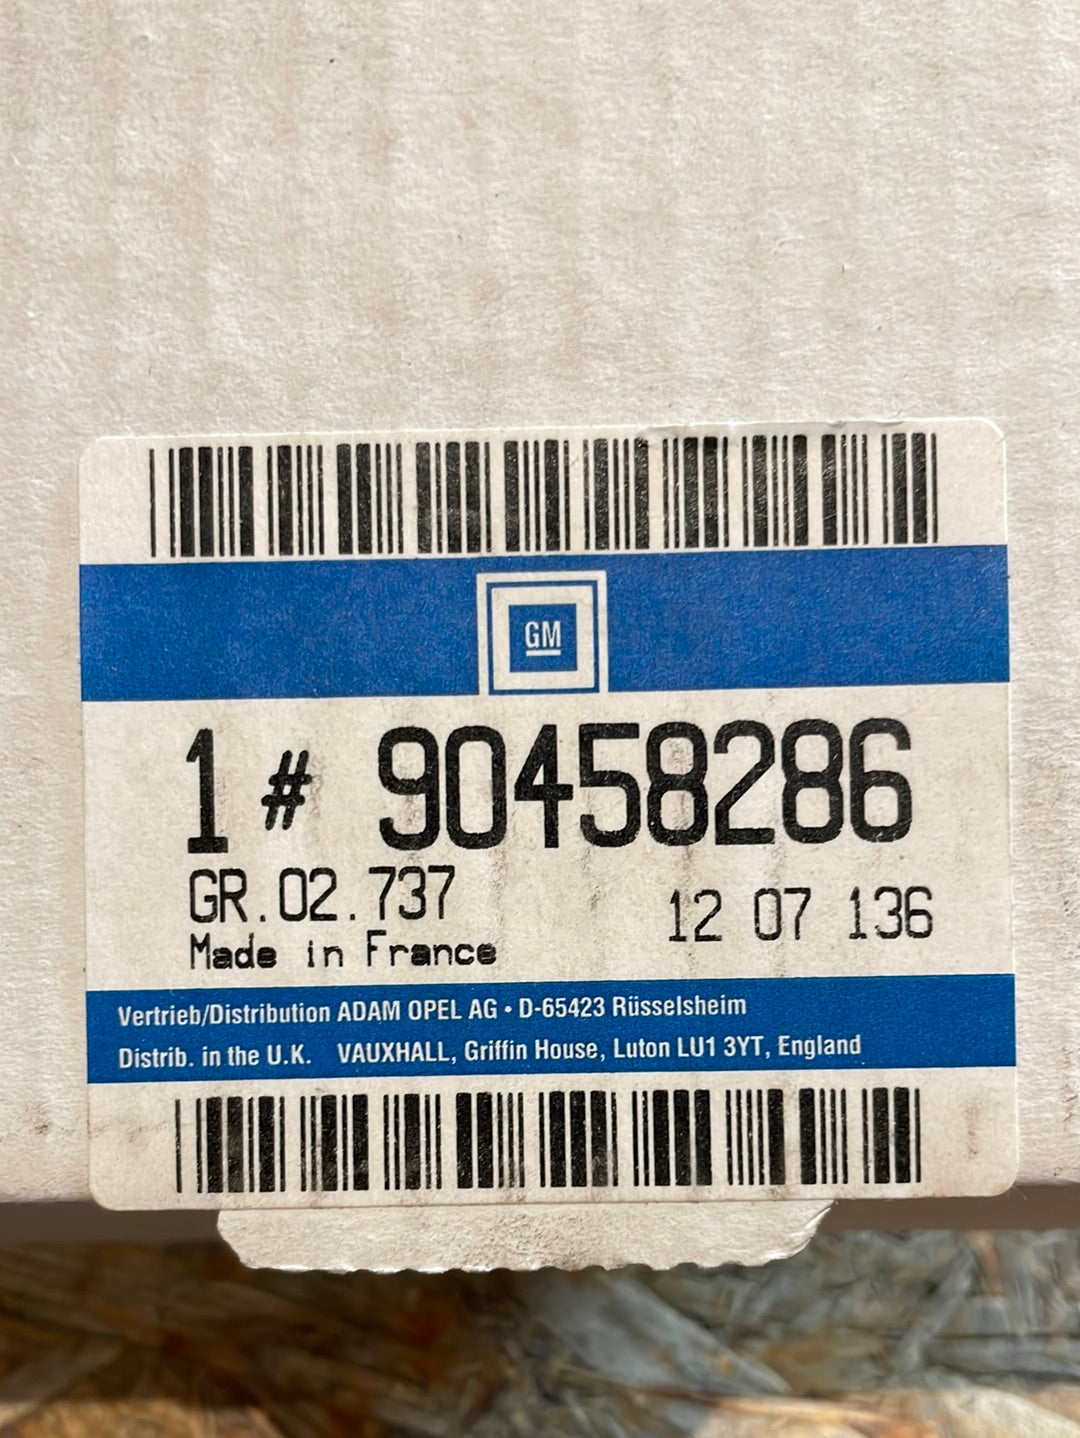 GM
1 # 90458286
GR.02.737
12 07 136
Made in France
Vertrieb/Distribution ADAM OPEL AG • D-65423 Rüsselsheim
Distrib. in the U.K. VAUXHALL, Griffin House, Luton LU1 3YT, England